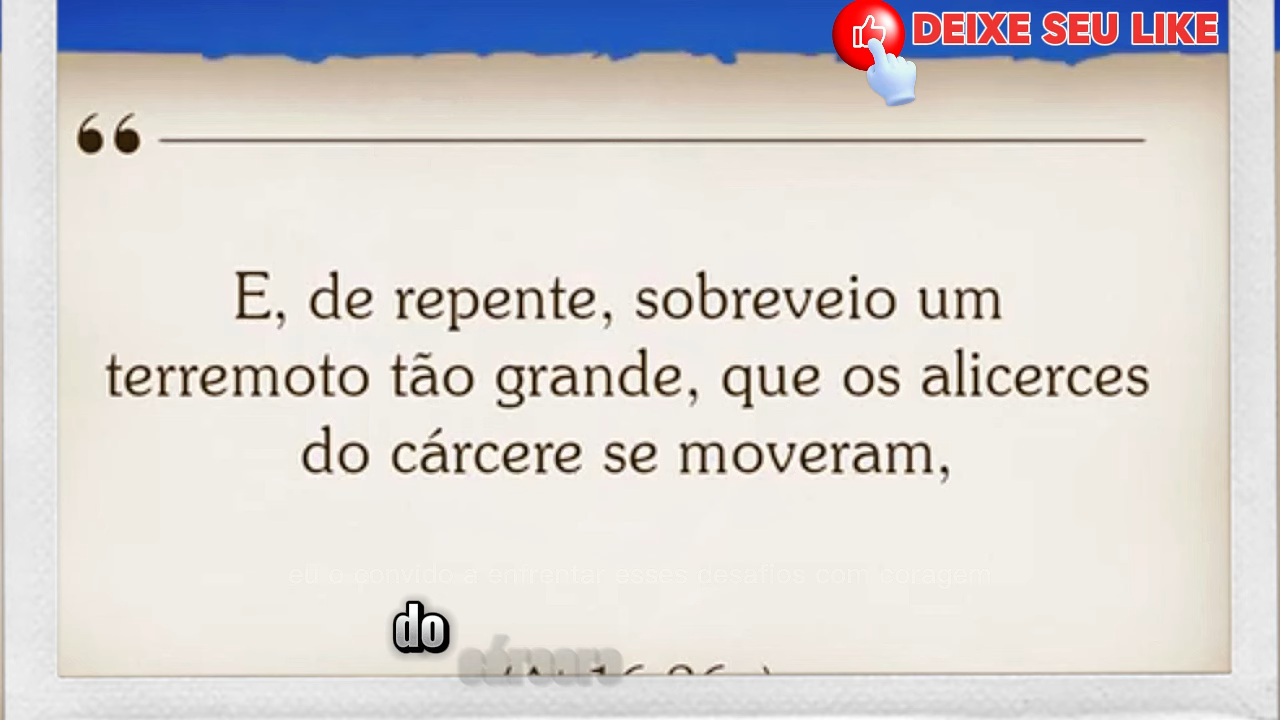 DEIXE SEU LIKE
“
E, de repente, sobreveio um
terremoto tão grande, que os alicerces
do cárcere se moveram,
eu o convido a enfrentar esses desafios com coragem
do cárcere